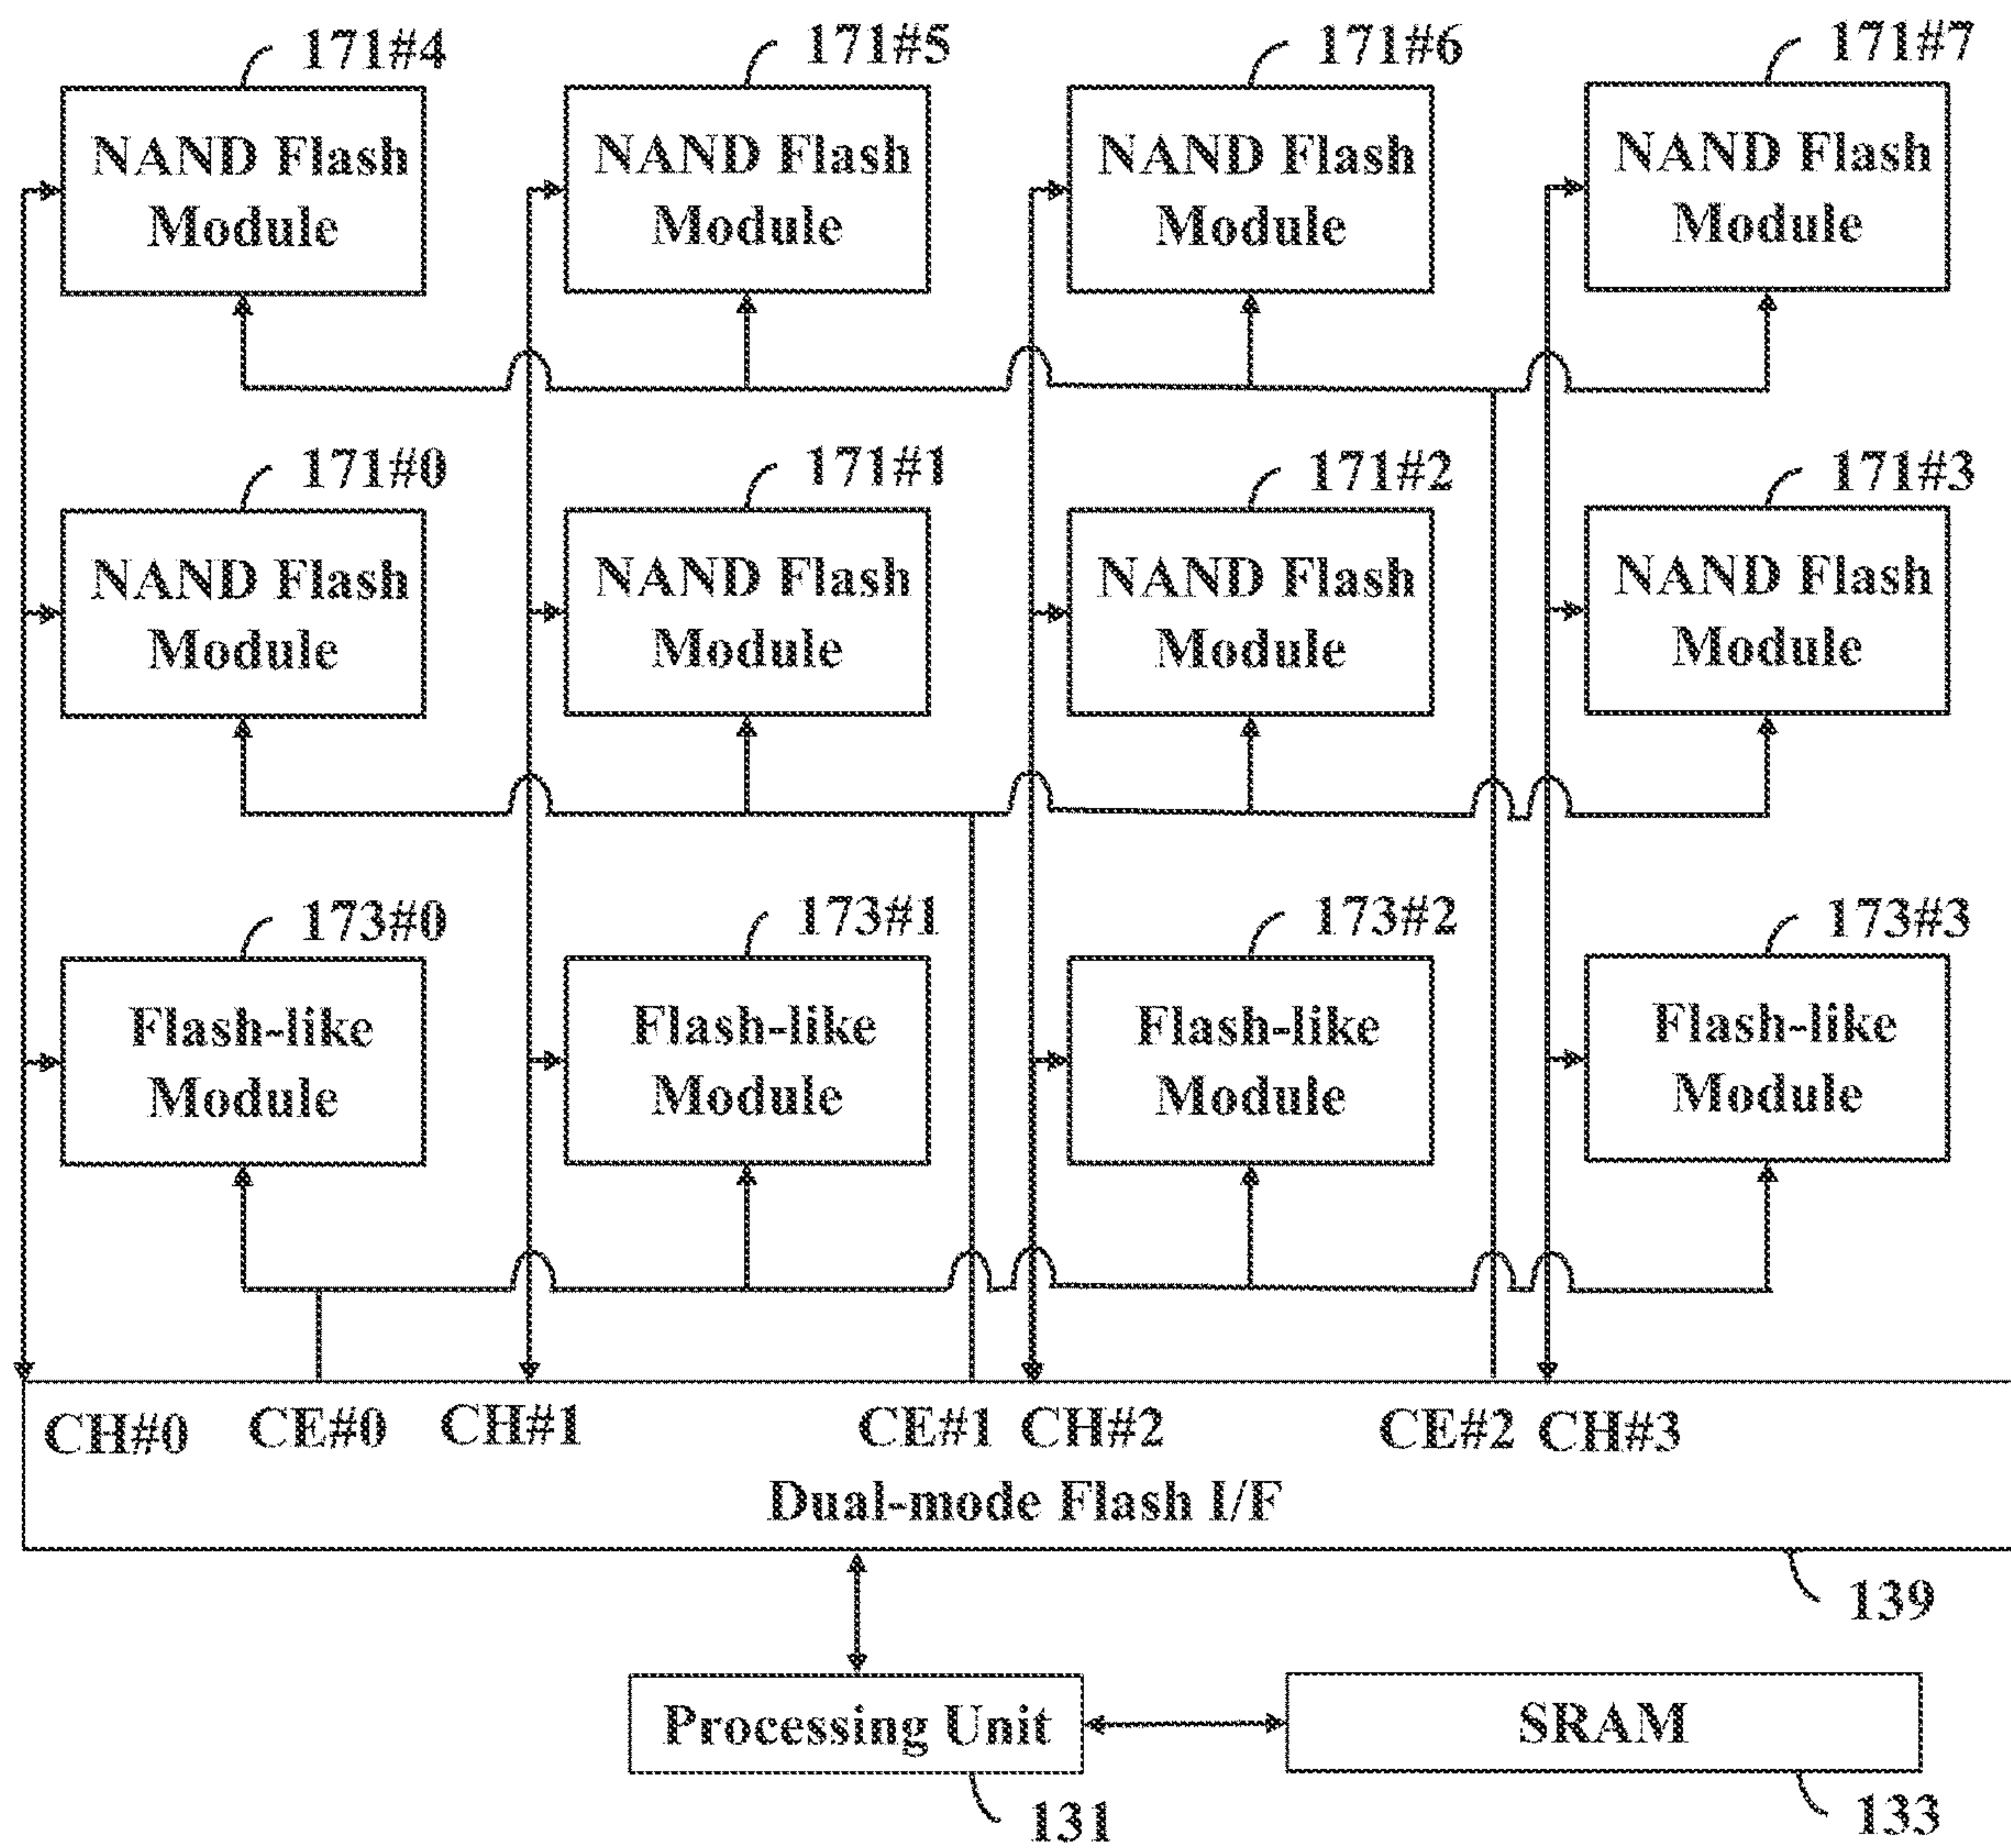 171#4 171#5 171#6 171#7
NAND Flash NAND Flash NAND Flash NAND Flash
Module Module Module Module
171#0 171#1 171#2 171#3
NAND Flash NAND Flash NAND Flash NAND Flash
Module Module Module Module
173#0 173#1 173#2 173#3
Flash-like Flash-like Flash-like Flash-like
Module Module Module Module
CH#0 CE#0 CH#1 CE#1 CH#2 CE#2 CH#3
Dual-mode Flash I/F
139
Processing Unit SRAM
131 133